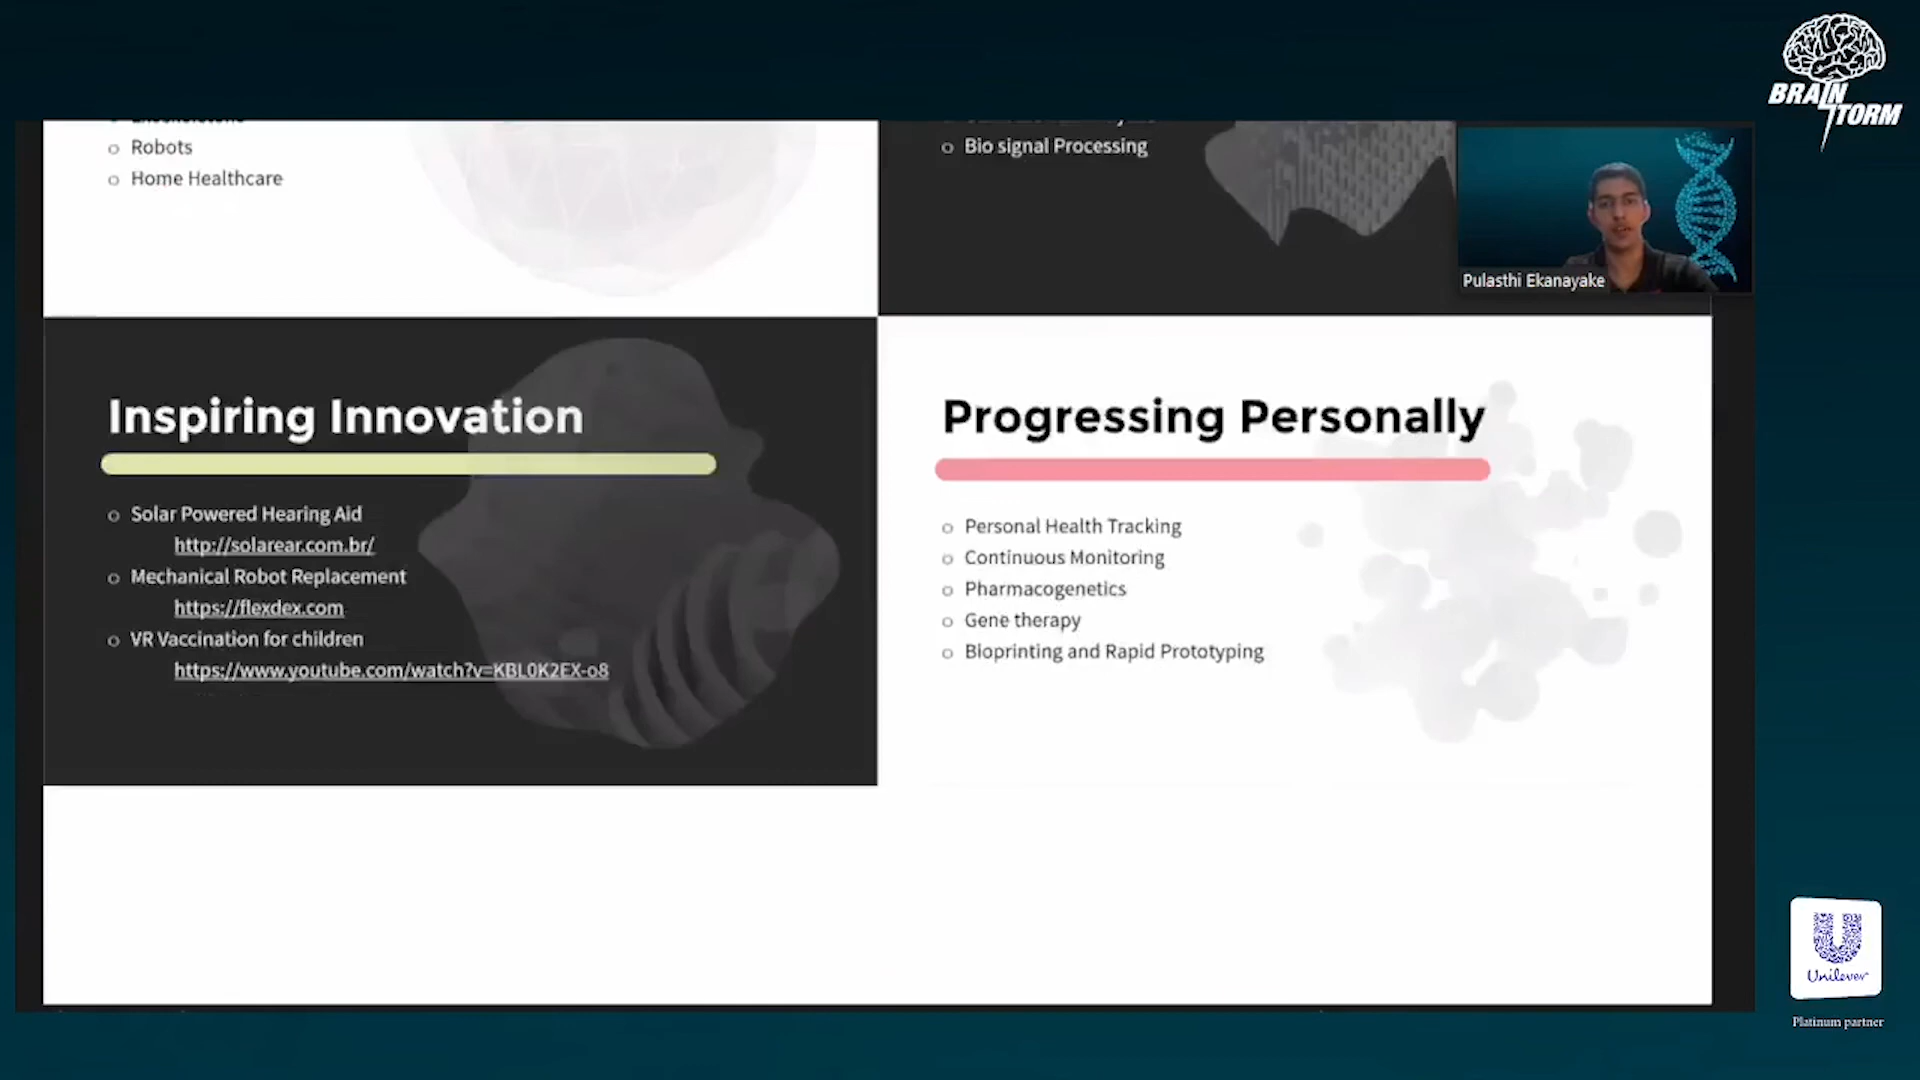 BRAIN
STORM
Robots
Home Healthcare
Bio signal Processing
Pulasthi Ekanayake
Inspiring Innovation
Solar Powered Hearing Aid
http://solarear.com.br/
Mechanical Robot Replacement
https://flexdex.com
VR Vaccination for children
https://www.youtube.com/watch?v=KBL0K2EX-o8
Progressing Personally
Personal Health Tracking
Continuous Monitoring
Pharmacogenetics
Gene therapy
Bioprinting and Rapid Prototyping
Unilever
Platinum partner